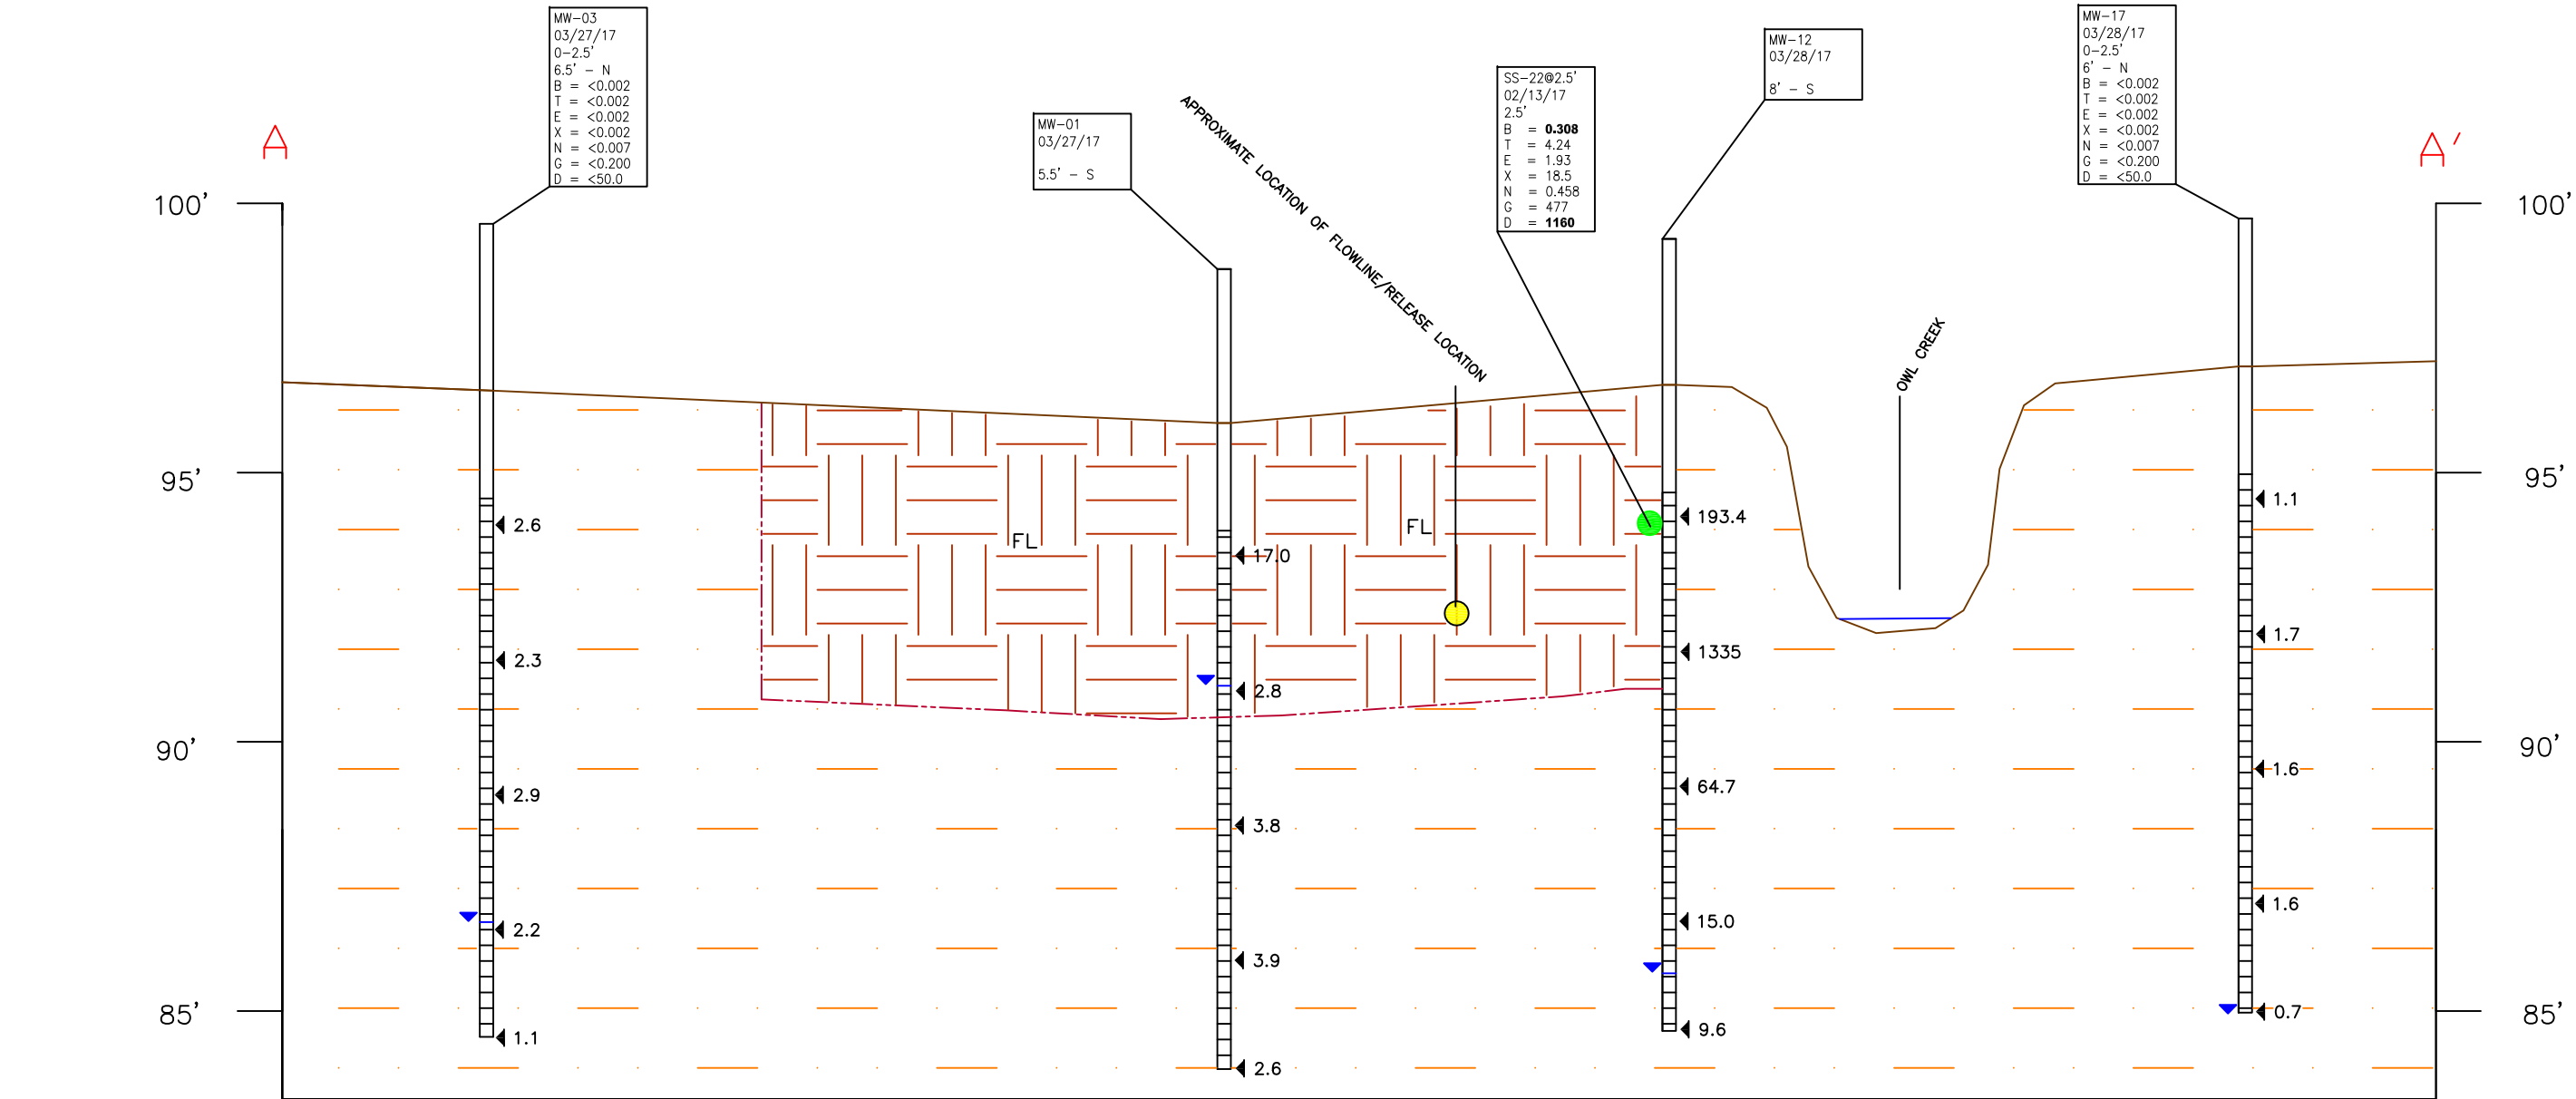 MW-03
03/27/17
0-2.5'
6.5' - N
B = <0.002
T = <0.002
E = <0.002
X = <0.002
N = <0.007
G = <0.200
D = <50.0
MW-01
03/27/17
5.5' - S
APPROXIMATE LOCATION OF FLOWLINE/RELEASE LOCATION
SS-22@2.5'
02/13/17
2.5'
B = 0.308
T = 4.24
E = 1.93
X = 18.5
N = 0.458
G = 477
D = 1160
MW-12
03/28/17
8' - S
MW-17
03/28/17
0-2.5'
6' - N
B = <0.002
T = <0.002
E = <0.002
X = <0.002
N = <0.007
G = <0.200
D = <50.0
A
A'
100'
95'
90'
85'
100'
95'
90'
85'
OWL CREEK
FL
FL
2.6
2.3
2.9
2.2
1.1
17.0
2.8
3.8
3.9
2.6
193.4
1335
64.7
15.0
9.6
1.1
1.7
1.6
1.6
0.7